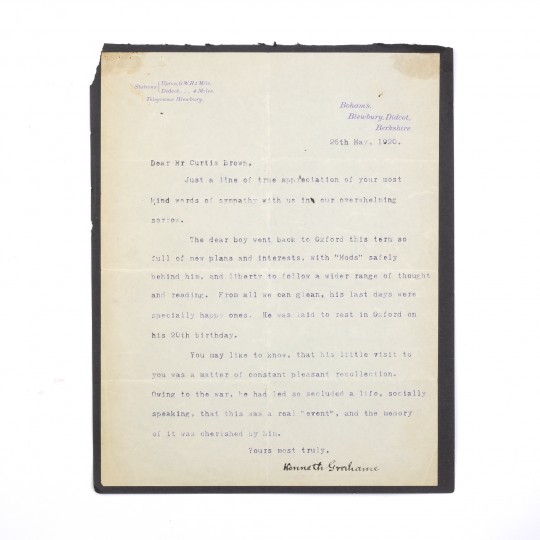 Stations
Didcot . . . 4 Miles
Telegrams Blewbury.
Boham's,
Blewbury, Didcot,
Berkshire
26th May, 1920.
Dear Mr Curtis Brown,
Just a line of true appreciation of your most
kind words of sympathy with us in our overwhelming
sorrow.
The dear boy went back to Oxford this term so
full of new plans and interests, with "Mods" safely
behind him, and liberty to follow a wider range of thought
and reading. From all we can glean, his last days were
specially happy ones. He was laid to rest in Oxford on
his 20th birthday.
You may like to know, that his little visit to
you was a matter of constant pleasant recollection.
Owing to the war, he had led so secluded a life, socially
speaking, that this was a real "event", and the memory
of it was cherished by him.
Yours most truly,
Kenneth Grahame